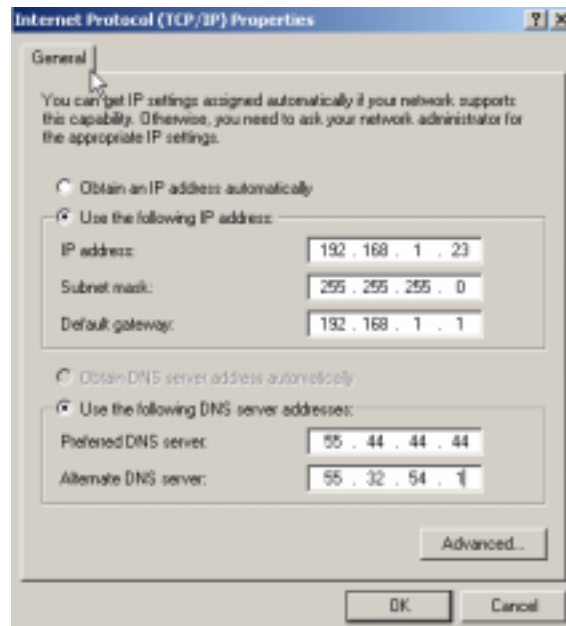 Internet Protocol (TCP/IP) Properties
General
You can get IP settings assigned automatically if your network supports
this capability. Otherwise, you need to ask your network administrator for
the appropriate IP settings.
Obtain an IP address automatically
Use the following IP address:
IP address: 192 . 168 . 1 . 23
Subnet mask: 255 . 255 . 255 . 0
Default gateway: 192 . 168 . 1 . 1
Obtain DNS server address automatically
Use the following DNS server addresses:
Preferred DNS server: 55 . 44 . 44 . 44
Alternate DNS server: 55 . 32 . 54 . 1
Advanced...
OK Cancel